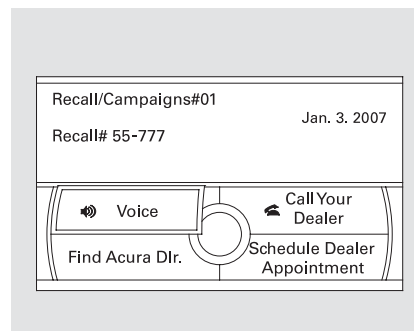 Recall/Campaigns#01
Jan. 3. 2007
Recall# 55-777
Voice
Call Your
Dealer
Find Acura Dlr.
Schedule Dealer
Appointment